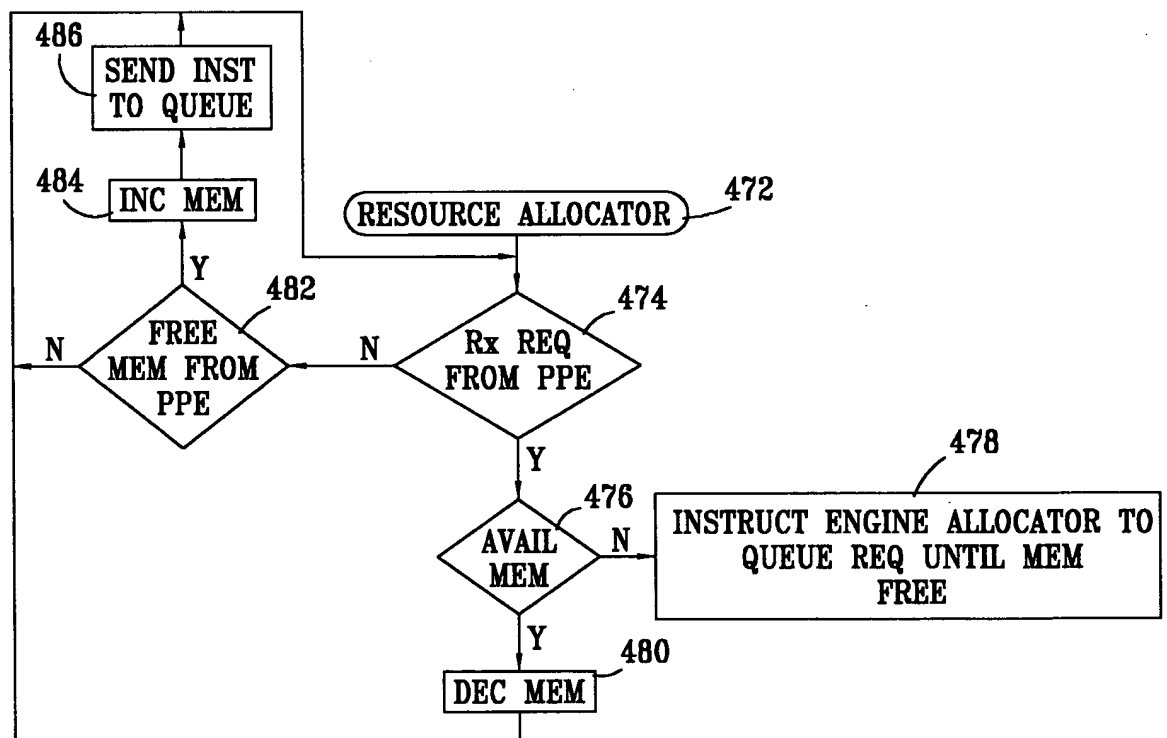 486
SEND INST
TO QUEUE
484
INC MEM
RESOURCE ALLOCATOR
472
Y
482
474
FREE
MEM FROM
PPE
N
N
Rx REQ
FROM PPE
Y
478
476
AVAIL
MEM
N
INSTRUCT ENGINE ALLOCATOR TO
QUEUE REQ UNTIL MEM
FREE
Y
480
DEC MEM